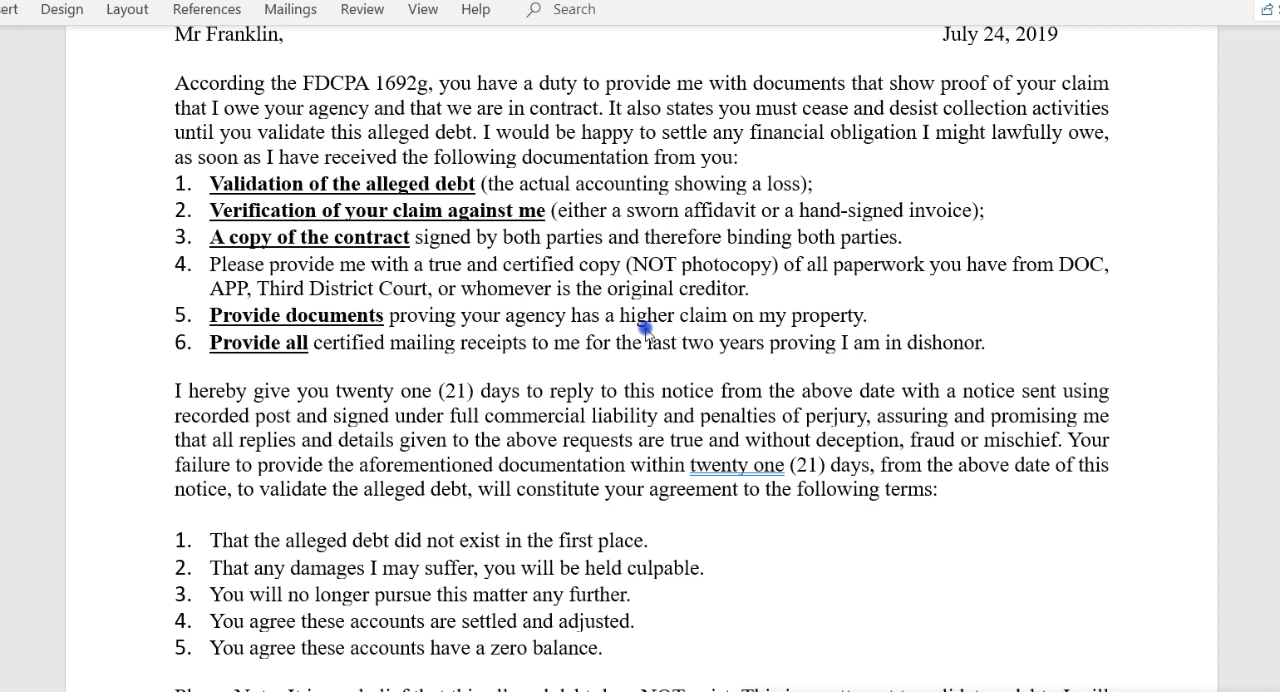 ert Design Layout References Mailings Review View Help Search
Mr Franklin, July 24, 2019
According the FDCPA 1692g, you have a duty to provide me with documents that show proof of your claim
that I owe your agency and that we are in contract. It also states you must cease and desist collection activities
until you validate this alleged debt. I would be happy to settle any financial obligation I might lawfully owe,
as soon as I have received the following documentation from you:
1. Validation of the alleged debt (the actual accounting showing a loss);
2. Verification of your claim against me (either a sworn affidavit or a hand-signed invoice);
3. A copy of the contract signed by both parties and therefore binding both parties.
4. Please provide me with a true and certified copy (NOT photocopy) of all paperwork you have from DOC,
APP, Third District Court, or whomever is the original creditor.
5. Provide documents proving your agency has a higher claim on my property.
6. Provide all certified mailing receipts to me for the last two years proving I am in dishonor.
I hereby give you twenty one (21) days to reply to this notice from the above date with a notice sent using
recorded post and signed under full commercial liability and penalties of perjury, assuring and promising me
that all replies and details given to the above requests are true and without deception, fraud or mischief. Your
failure to provide the aforementioned documentation within twenty one (21) days, from the above date of this
notice, to validate the alleged debt, will constitute your agreement to the following terms:
1. That the alleged debt did not exist in the first place.
2. That any damages I may suffer, you will be held culpable.
3. You will no longer pursue this matter any further.
4. You agree these accounts are settled and adjusted.
5. You agree these accounts have a zero balance.